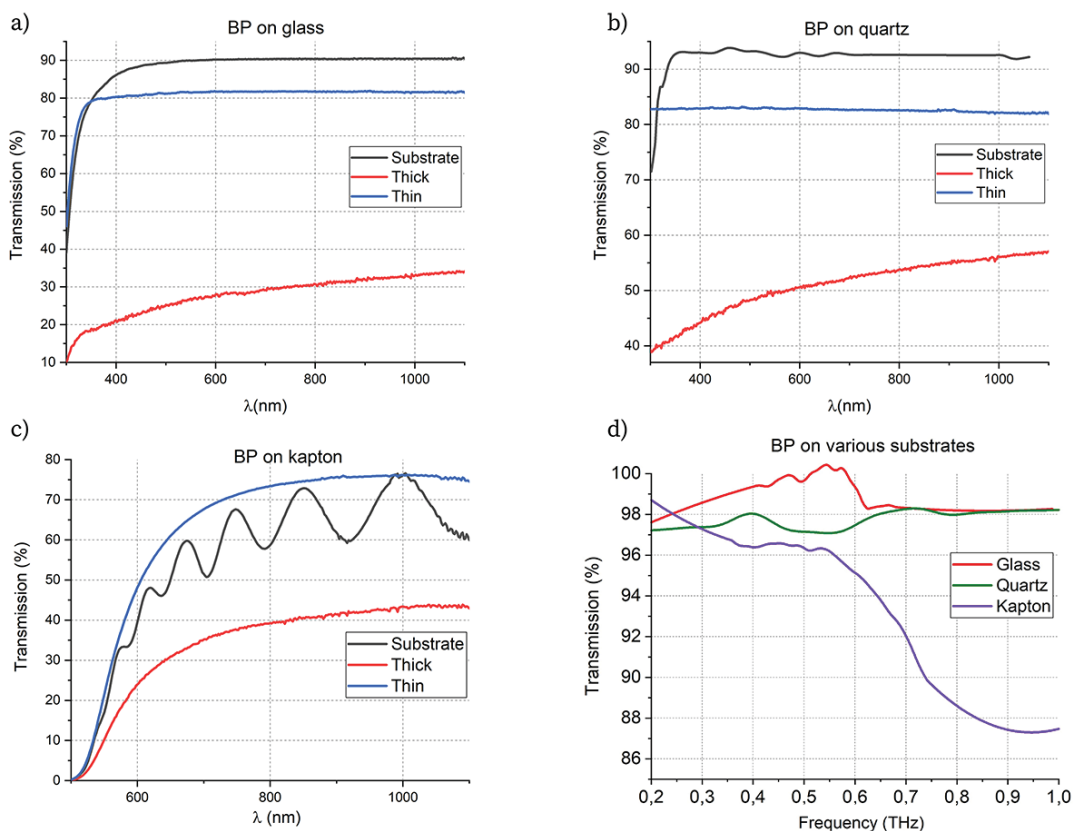 a)
BP on glass
Transmission (%)
90
80
70
60
50
40
30
20
10
400
600
800
1000
λ(nm)
Substrate
Thick
Thin
b)
BP on quartz
Transmission (%)
90
80
70
60
50
40
400
600
800
1000
λ(nm)
Substrate
Thick
Thin
c)
BP on kapton
Transmission (%)
80
70
60
50
40
30
20
10
0
600
800
1000
λ (nm)
Substrate
Thick
Thin
d)
BP on various substrates
Transmission (%)
100
98
96
94
92
90
88
86
0,2
0,3
0,4
0,5
0,6
0,7
0,8
0,9
1,0
Frequency (THz)
Glass
Quartz
Kapton